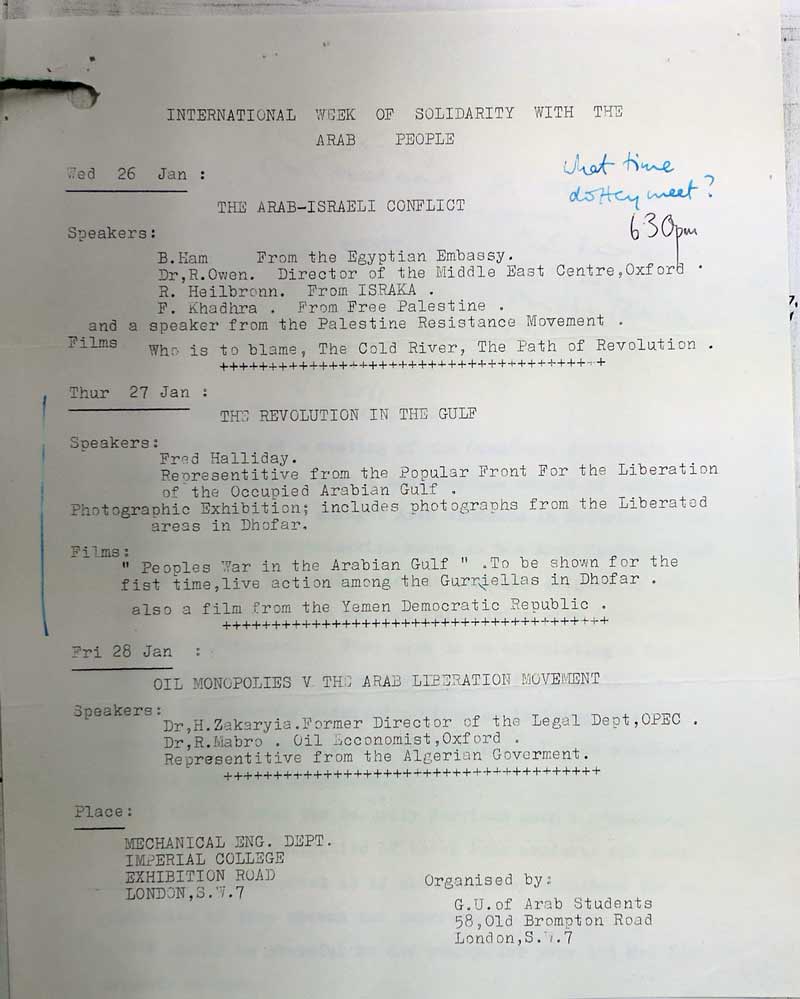 INTERNATIONAL WEEK OF SOLIDARITY WITH THE
ARAB PEOPLE
Wed 26 Jan :
what time
do they meet?
6.30pm
THE ARAB-ISRAELI CONFLICT
Speakers:
B.Ham From the Egyptian Embassy.
Dr,R.Owen. Director of the Middle East Centre,Oxford .
R. Heilbronn. From ISRAKA .
F. Khadhra . From Free Palestine .
and a speaker from the Palestine Resistance Movement .
Films Who is to blame, The Cold River, The Path of Revolution .
+++++++++++++++++++++++++++++++++++++++
Thur 27 Jan :
THE REVOLUTION IN THE GULF
Speakers:
Fred Halliday.
Representitive from the Popular Front For the Liberation
of the Occupied Arabian Gulf .
Photographic Exhibition; includes photographs from the Liberated
areas in Dhofar.
Films:
" Peoples War in the Arabian Gulf " .To be shown for the
fist time,live action among the Gurriellas in Dhofar .
also a film from the Yemen Democratic Republic .
+++++++++++++++++++++++++++++++++++++++
Fri 28 Jan :
OIL MONOPOLIES V THE ARAB LIBERATION MOVEMENT
Speakers:
Dr,H.Zakaryia.Former Director of the Legal Dept,OPEC .
Dr,R.Mabro . Oil Ecconomist,Oxford .
Representitive from the Algerian Goverment.
++++++++++++++++++++++++++++++++++++++
Place:
MECHANICAL ENG. DEPT.
IMPERIAL COLLEGE
EXHIBITION ROAD
LONDON,S.W.7
Organised by:
G.U.of Arab Students
58,Old Brompton Road
London,S.W.7